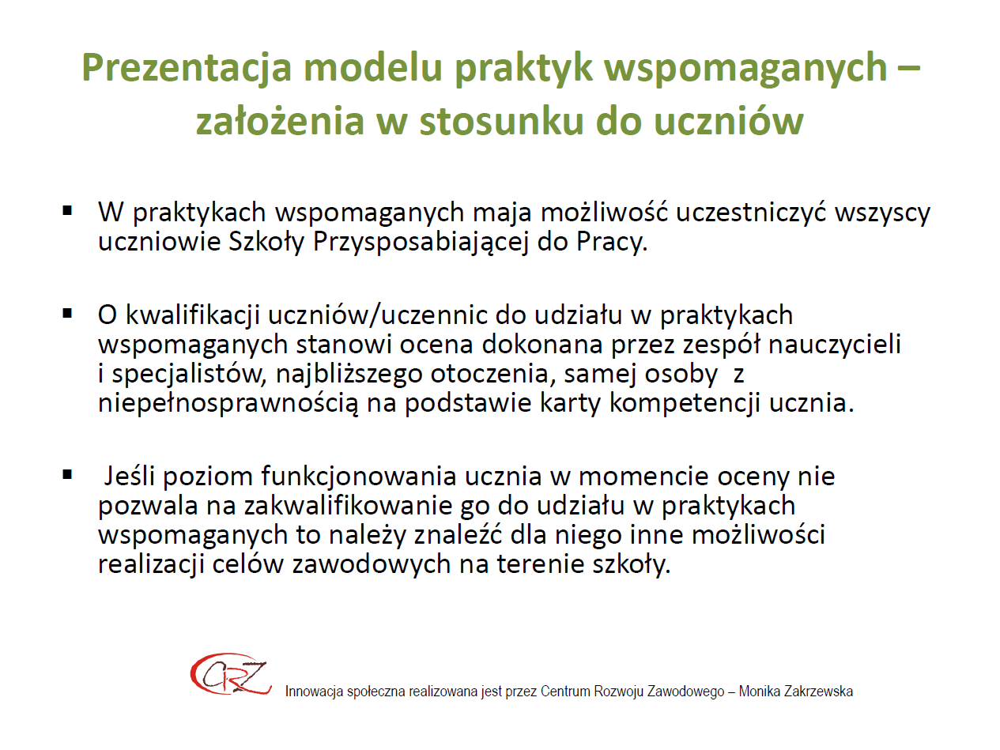 Prezentacja modelu praktyk wspomaganych –
założenia w stosunku do uczniów
▪ W praktykach wspomaganych maja możliwość uczestniczyć wszyscy
uczniowie Szkoły Przysposabiającej do Pracy.
▪ O kwalifikacji uczniów/uczennic do udziału w praktykach
wspomaganych stanowi ocena dokonana przez zespół nauczycieli
i specjalistów, najbliższego otoczenia, samej osoby  z
niepełnosprawnością na podstawie karty kompetencji ucznia.
▪ Jeśli poziom funkcjonowania ucznia w momencie oceny nie
pozwala na zakwalifikowanie go do udziału w praktykach
wspomaganych to należy znaleźć dla niego inne możliwości
realizacji celów zawodowych na terenie szkoły.
CRZ
Innowacja społeczna realizowana jest przez Centrum Rozwoju Zawodowego – Monika Zakrzewska